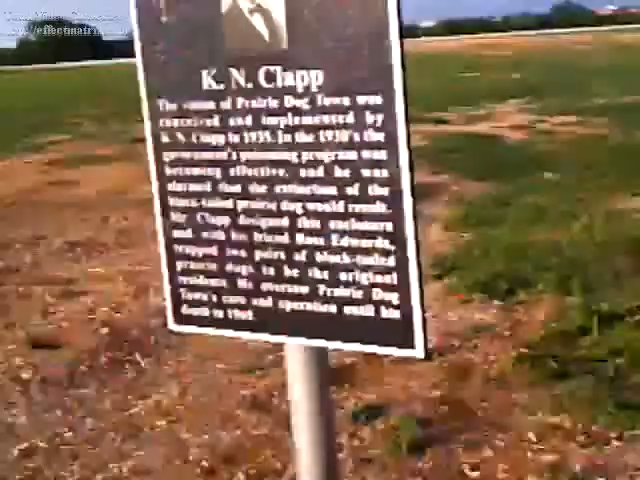 K. N. Clapp
The vision of Prairie Dog Town was
conceived and implemented by
K. N. Clapp in 1935. In the 1930's the
government's poisoning program was
becoming effective, and he was
alarmed that the extinction of the
black-tailed prairie dog would result.
Mr. Clapp designed this enclosure
and, with his friend Ross Edwards,
trapped two pairs of black-tailed
prairie dogs to be the original
residents. He oversaw Prairie Dog
Town's care and operation until his
death in